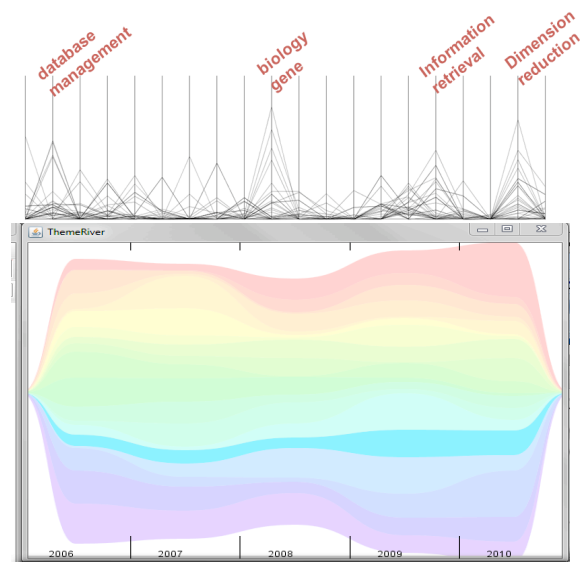 database
management
biology
gene
Information
retrieval
Dimension
reduction
ThemeRiver
2006
2007
2008
2009
2010